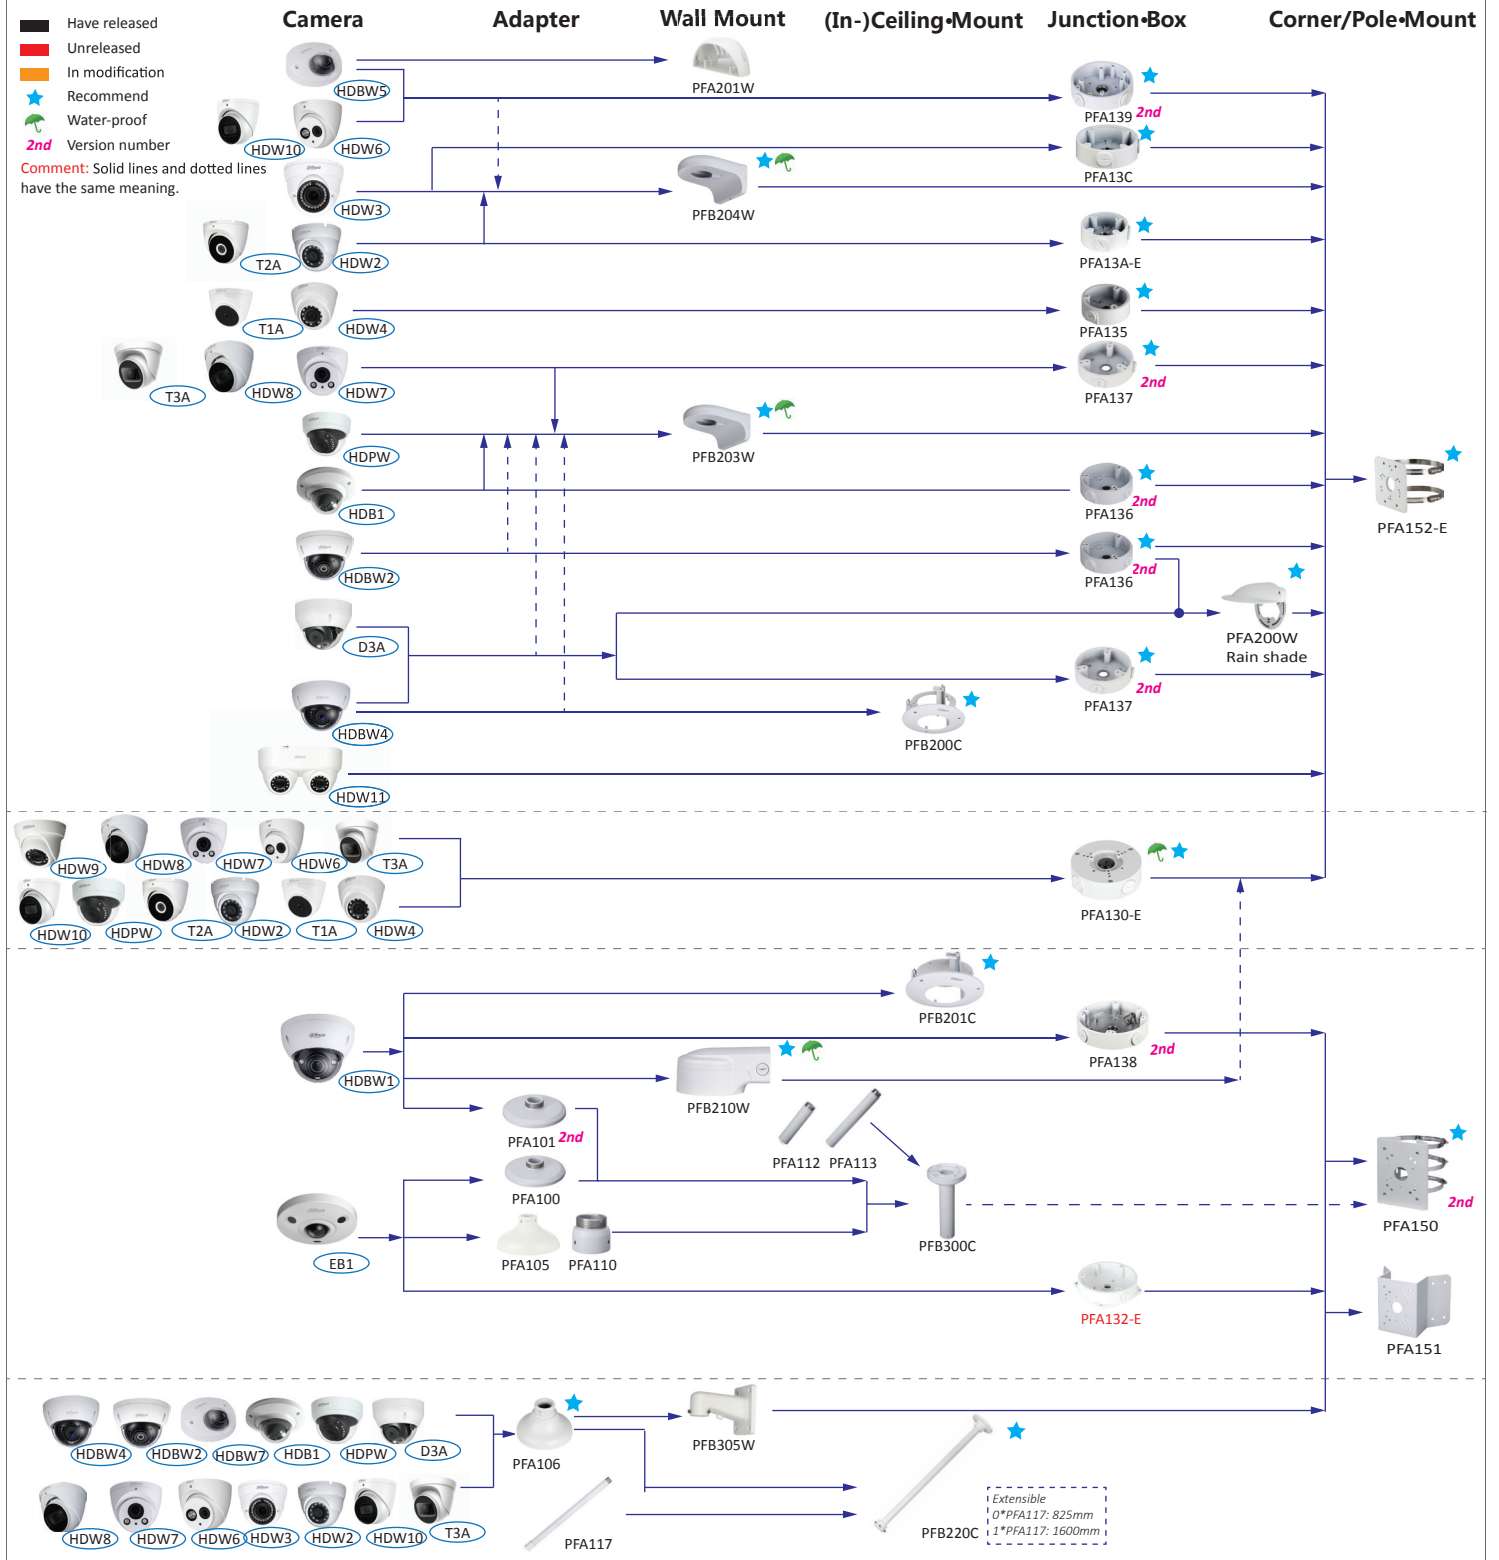 Camera Adapter Wall Mount (In-)Ceiling•Mount Junction•Box Corner/Pole•Mount
Have released
Unreleased
In modification
Recommend
Water-proof
2nd Version number
Comment: Solid lines and dotted lines
have the same meaning.
HDBW5
PFA201W
PFA139 2nd
HDW10 HDW6
PFA13C
HDW3
PFB204W
T2A HDW2
PFA13A-E
T1A HDW4
PFA135
T3A HDW8 HDW7
2nd
PFA137
HDPW
PFB203W
HDB1
2nd
PFA136
PFA152-E
HDBW2
2nd
PFA136
D3A
PFA200W
Rain shade
2nd
PFA137
HDBW4
PFB200C
HDW11
HDW9 HDW8 HDW7 HDW6 T3A
HDW10 HDPW T2A HDW2 T1A HDW4
PFA130-E
PFB201C
HDBW1
PFA138 2nd
PFB210W
PFA101 2nd
PFA112 PFA113
PFA100
2nd
PFA150
EB1
PFA105 PFA110
PFB300C
PFA132-E
PFA151
HDBW4 HDBW2 HDBW7 HDB1 HDPW D3A
PFA106
PFB305W
HDW8 HDW7 HDW6 HDW3 HDW2 HDW10 T3A
PFA117
PFB220C
Extensible
0*PFA117: 825mm
1*PFA117: 1600mm